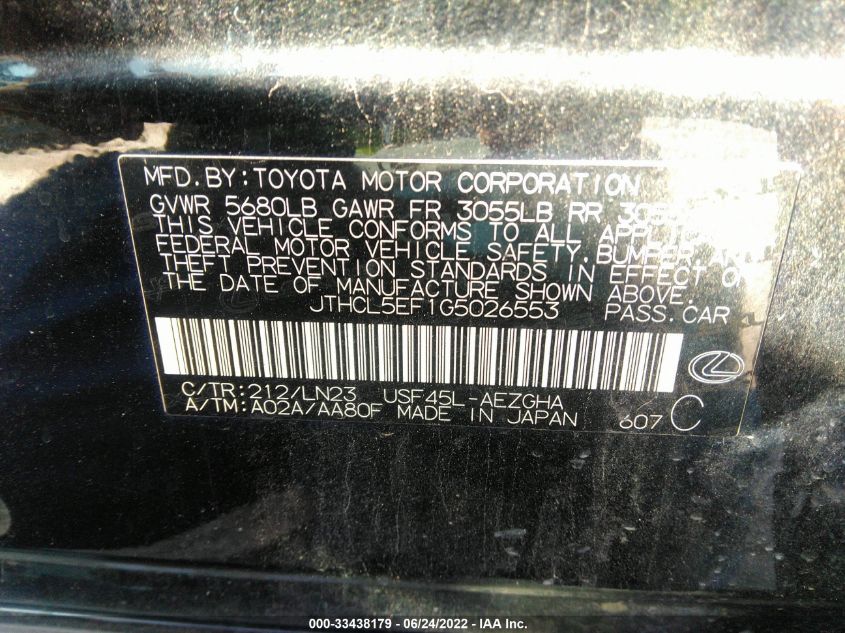 MFD.BY:TOYOTA MOTOR CORPORATION
GVWR 5680LB GAWR FR 3055LB RR
THIS VEHICLE CONFORMS TO ALL
FEDERAL MOTOR VEHICLE SAFETY, BUMPER
THEFT PREVENTION STANDARDS IN EFFECT
THE DATE OF MANUFACTURE SHOWN ABOVE.
JTHCL5EF1G5026553 PASS.CAR
C/TR:212/LN23 USF45L-AEZGHA
A/TM:A02A/AA80F MADE IN JAPAN 607 C
000-33438179 - 06/24/2022 - IAA Inc.